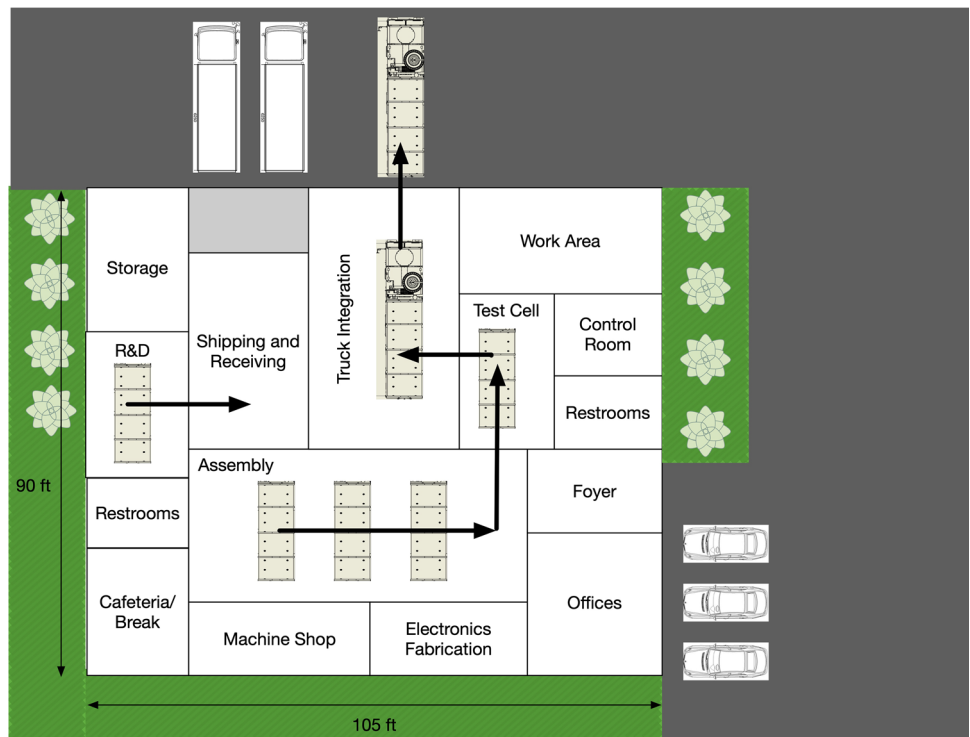 Work Area
Storage
Truck Integration
Test Cell
Control
Room
Shipping and
Receiving
R&D
Restrooms
Assembly
90 ft
Foyer
Restrooms
Cafeteria/
Break
Offices
Machine Shop
Electronics
Fabrication
105 ft